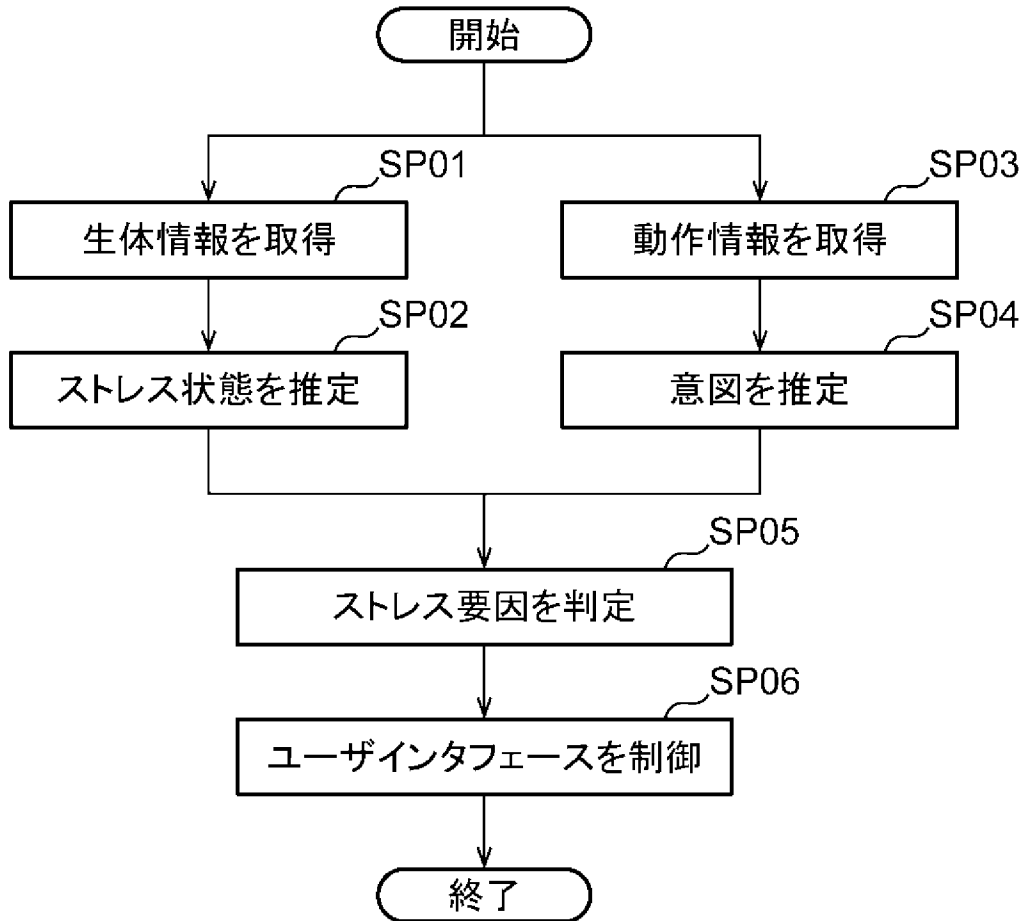 開始
SP01
生体情報を取得
SP03
動作情報を取得
SP02
ストレス状態を推定
SP04
意図を推定
SP05
ストレス要因を判定
SP06
ユーザインタフェースを制御
終了